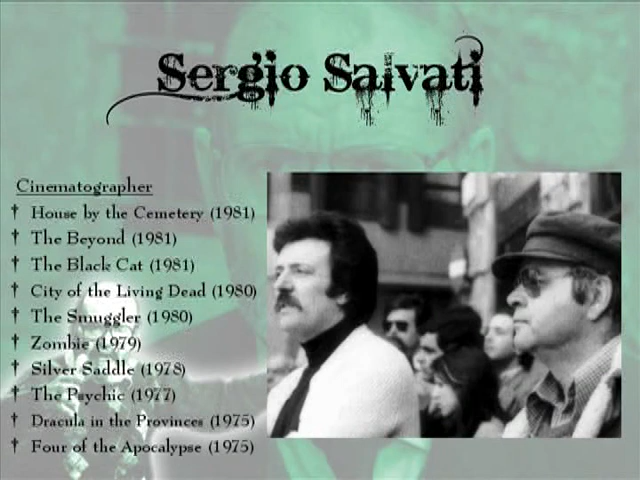 Sergio Salvati
Cinematographer
† House by the Cemetery (1981)
† The Beyond (1981)
† The Black Cat (1981)
† City of the Living Dead (1980)
† The Smuggler (1980)
† Zombie (1979)
† Silver Saddle (1978)
† The Psychic (1977)
† Dracula in the Provinces (1975)
† Four of the Apocalypse (1975)